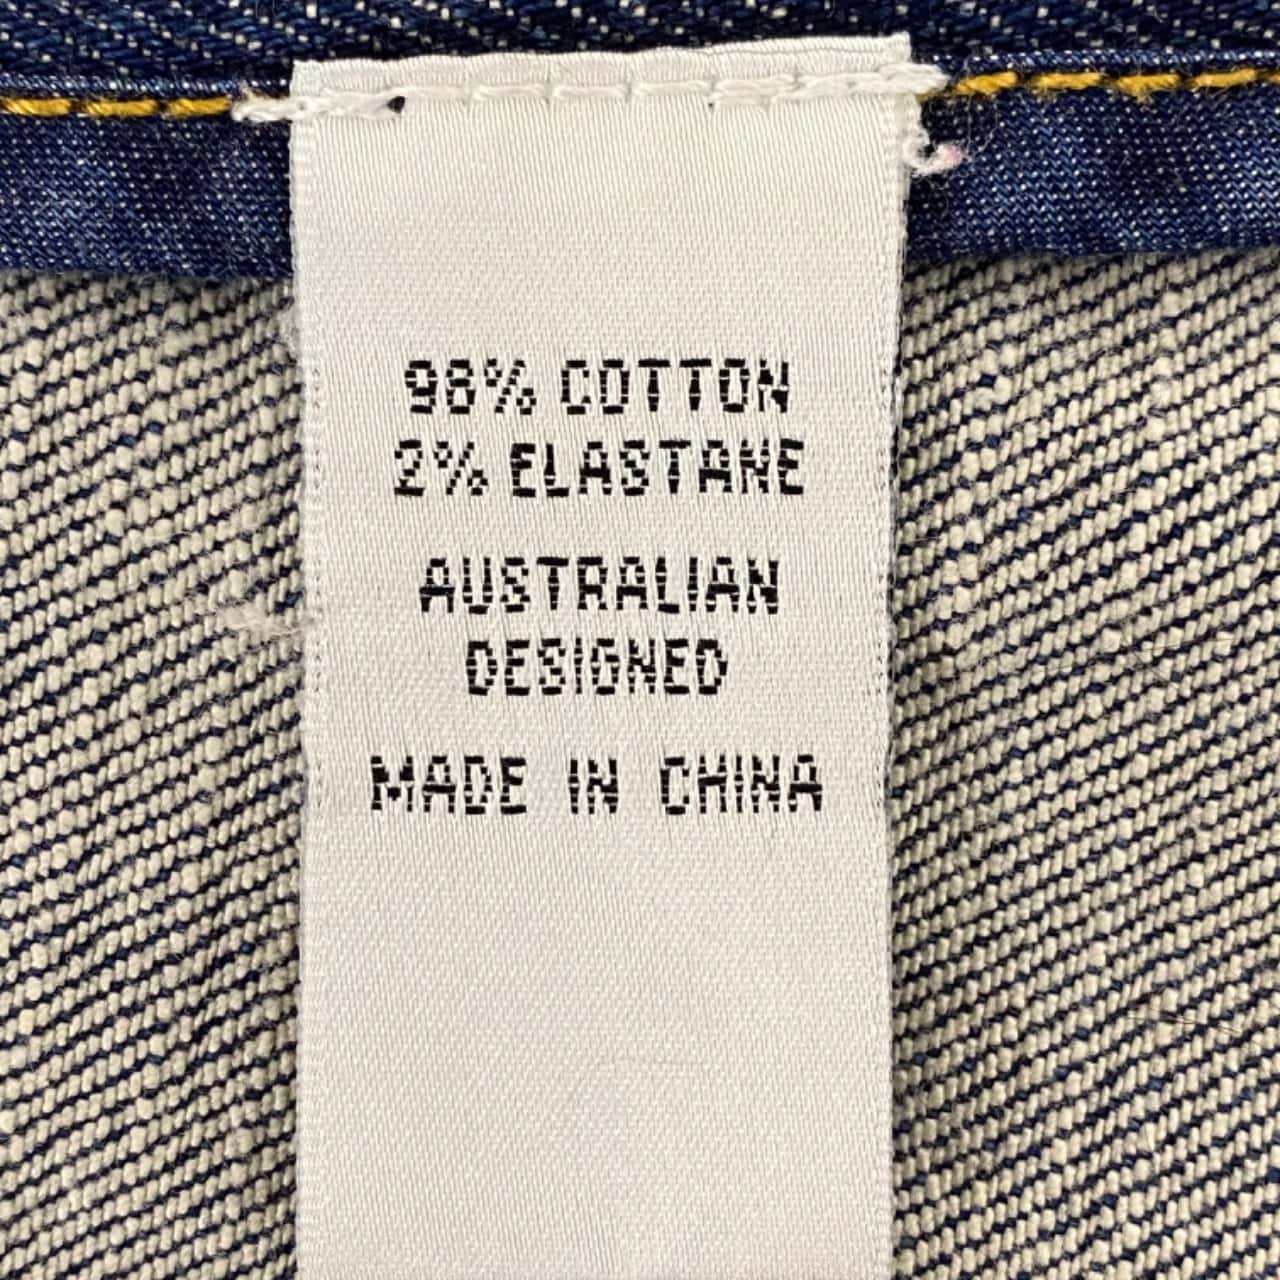 98% COTTON
2% ELASTANE
AUSTRALIAN
DESIGNED
MADE IN CHINA